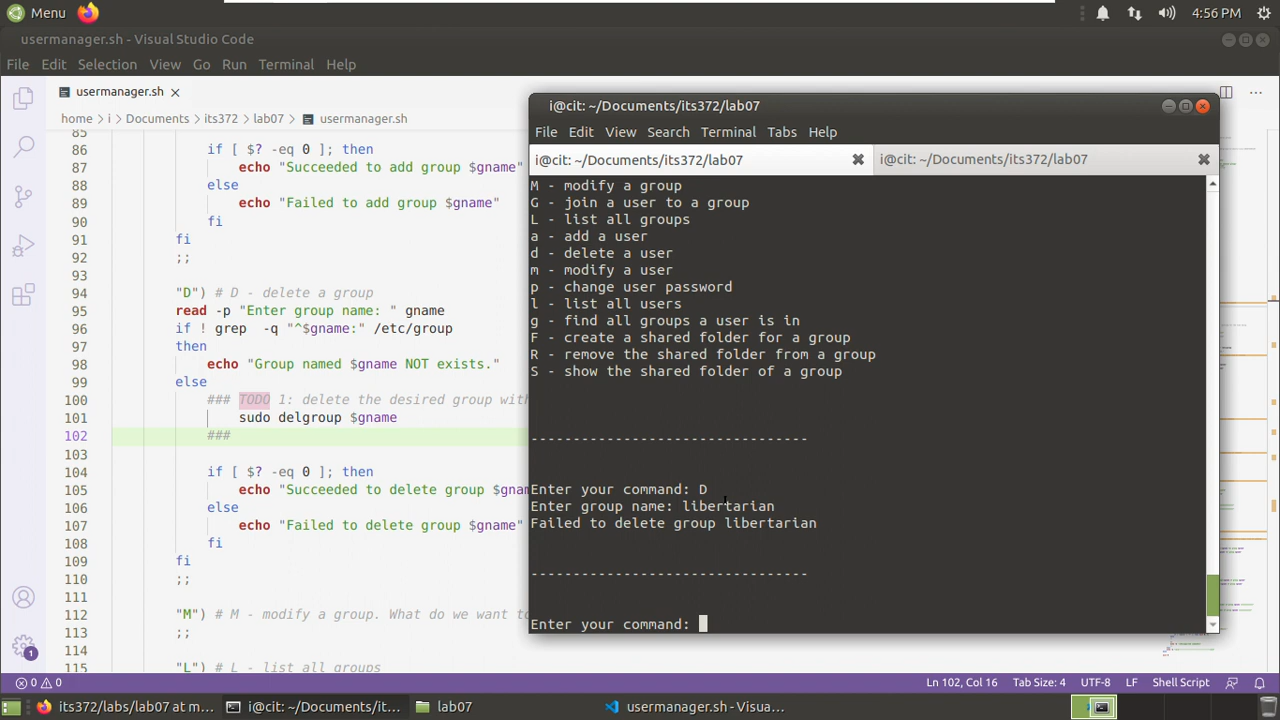 Menu 4:56 PM
usermanager.sh - Visual Studio Code
File Edit Selection View Go Run Terminal Help
usermanager.sh
home › i › Documents › its372 › lab07 › usermanager.sh
85
86 if [ $? -eq 0 ]; then
87 echo "Succeeded to add group $gname"
88 else
89 echo "Failed to add group $gname"
90 fi
91 fi
92 ;;
93
94 "D") # D - delete a group
95 read -p "Enter group name: " gname
96 if ! grep -q "^$gname:" /etc/group
97 then
98 echo "Group named $gname NOT exists."
99 else
100 ### TODO 1: delete the desired group wit
101 sudo delgroup $gname
102 ###
103
104 if [ $? -eq 0 ]; then
105 echo "Succeeded to delete group $gnam
106 else
107 echo "Failed to delete group $gname"
108 fi
109 fi
110 ;;
111
112 "M") # M - modify a group. What do we want to
113 ;;
114
115 "L") # L - list all groups
i@cit: ~/Documents/its372/lab07
File Edit View Search Terminal Tabs Help
i@cit: ~/Documents/its372/lab07 i@cit: ~/Documents/its372/lab07
M - modify a group
G - join a user to a group
L - list all groups
a - add a user
d - delete a user
m - modify a user
p - change user password
l - list all users
g - find all groups a user is in
F - create a shared folder for a group
R - remove the shared folder from a group
S - show the shared folder of a group
---------------------------------
Enter your command: D
Enter group name: libertarian
Failed to delete group libertarian
---------------------------------
Enter your command:
1
0 0 Ln 102, Col 16 Tab Size: 4 UTF-8 LF Shell Script
its372/labs/lab07 at m... i@cit: ~/Documents/it... lab07 usermanager.sh - Visua...